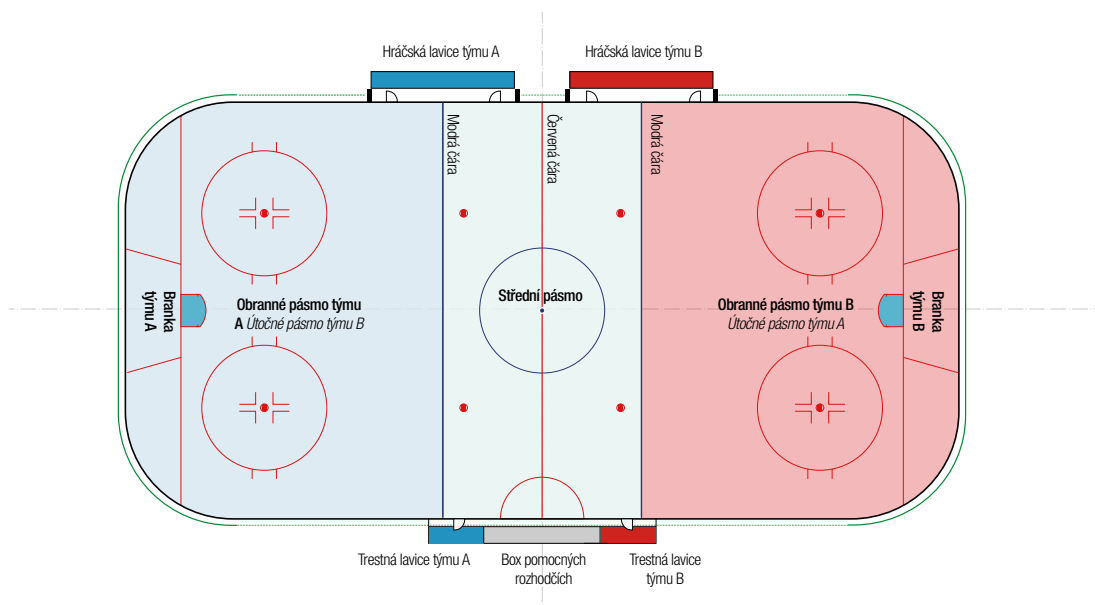 Hráčská lavice týmu A
Hráčská lavice týmu B
Modrá čára
Červená čára
Modrá čára
Branka
týmu A
Obranné pásmo týmu
A Útočné pásmo týmu B
Střední pásmo
Obranné pásmo týmu B
Útočné pásmo týmu A
Branka
týmu B
Trestná lavice týmu A
Box pomocných
rozhodčích
Trestná lavice
týmu B